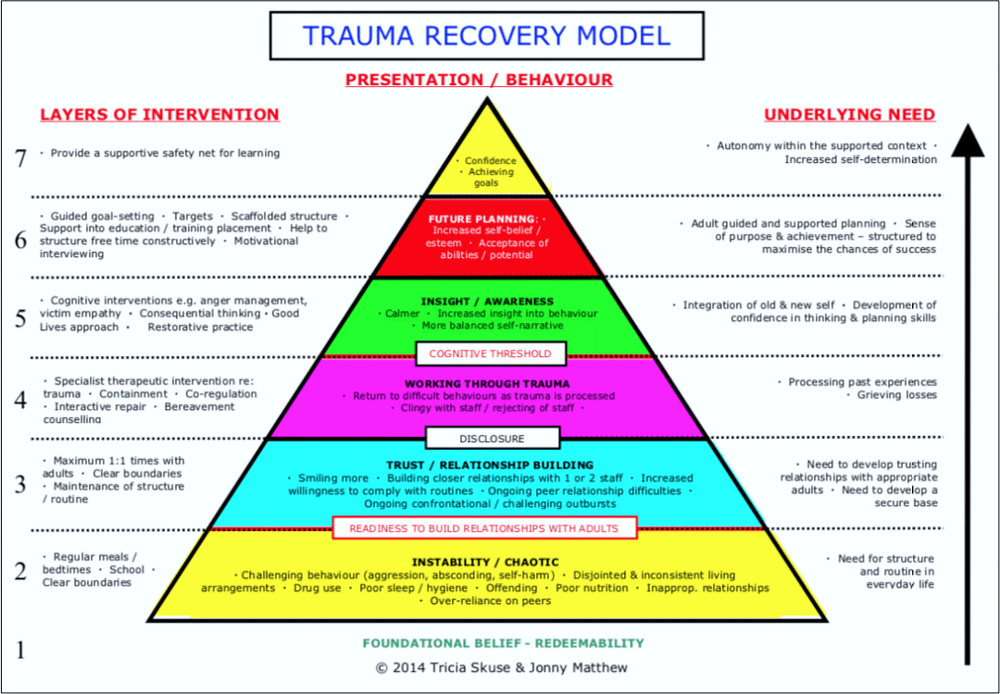 TRAUMA RECOVERY MODEL
PRESENTATION / BEHAVIOUR
LAYERS OF INTERVENTION
UNDERLYING NEED
7
· Provide a supportive safety net for learning
· Confidence
· Achieving
goals
· Autonomy within the supported context ·
Increased self-determination
6
· Guided goal-setting · Targets · Scaffolded structure ·
Support into education / training placement · Help to
structure free time constructively · Motivational
interviewing
FUTURE PLANNING: ·
Increased self-belief /
esteem · Acceptance of
abilities / potential
· Adult guided and supported planning · Sense
of purpose & achievement – structured to
maximise the chances of success
5
· Cognitive interventions e.g. anger management,
victim empathy · Consequential thinking · Good
Lives approach · Restorative practice
INSIGHT / AWARENESS
· Calmer · Increased insight into behaviour
· More balanced self-narrative
· Integration of old & new self · Development of
confidence in thinking & planning skills
COGNITIVE THRESHOLD
4
· Specialist therapeutic intervention re:
trauma · Containment · Co-regulation
· Interactive repair · Bereavement
counselling
WORKING THROUGH TRAUMA
· Return to difficult behaviours as trauma is processed
· Clingy with staff / rejecting of staff ·
· Processing past experiences
· Grieving losses
DISCLOSURE
3
· Maximum 1:1 times with
adults · Clear boundaries
· Maintenance of structure
/ routine
TRUST / RELATIONSHIP BUILDING
· Smiling more · Building closer relationships with 1 or 2 staff · Increased
willingness to comply with routines · Ongoing peer relationship difficulties ·
Ongoing confrontational / challenging outbursts
· Need to develop trusting
relationships with appropriate
adults · Need to develop a
secure base
READINESS TO BUILD RELATIONSHIPS WITH ADULTS
2
· Regular meals /
bedtimes · School ·
Clear boundaries
INSTABILITY / CHAOTIC
· Challenging behaviour (aggression, absconding, self-harm) · Disjointed & inconsistent living
arrangements · Drug use · Poor sleep / hygiene · Offending · Poor nutrition · Inapprop. relationships
· Over-reliance on peers
· Need for structure
and routine in
everyday life
1
FOUNDATIONAL BELIEF - REDEEMABILITY
© 2014 Tricia Skuse & Jonny Matthew